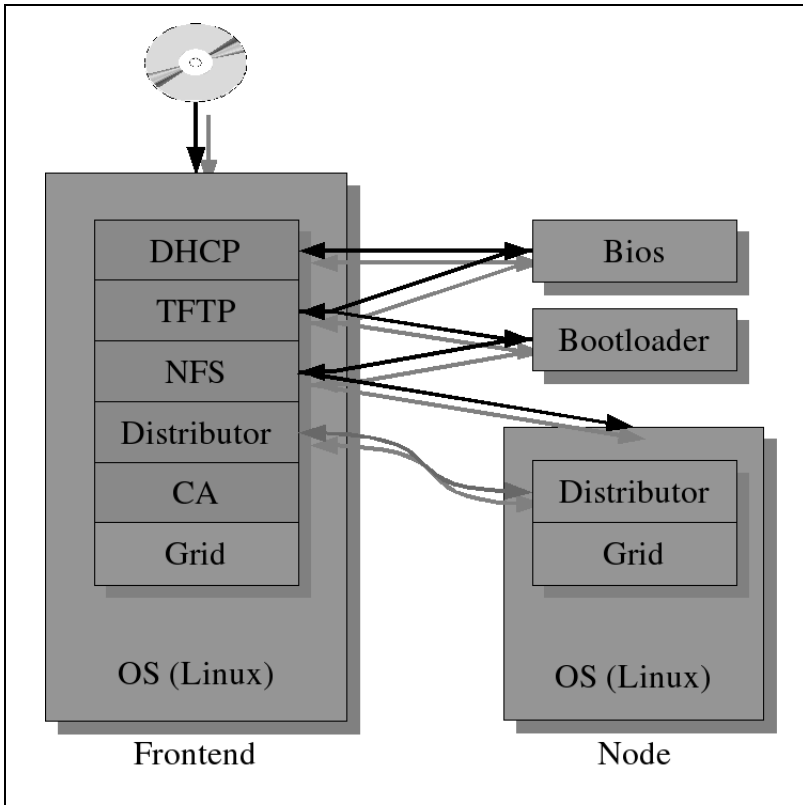 DHCP
TFTP
NFS
Distributor
CA
Grid
OS (Linux)
Frontend
Bios
Bootloader
Distributor
Grid
OS (Linux)
Node